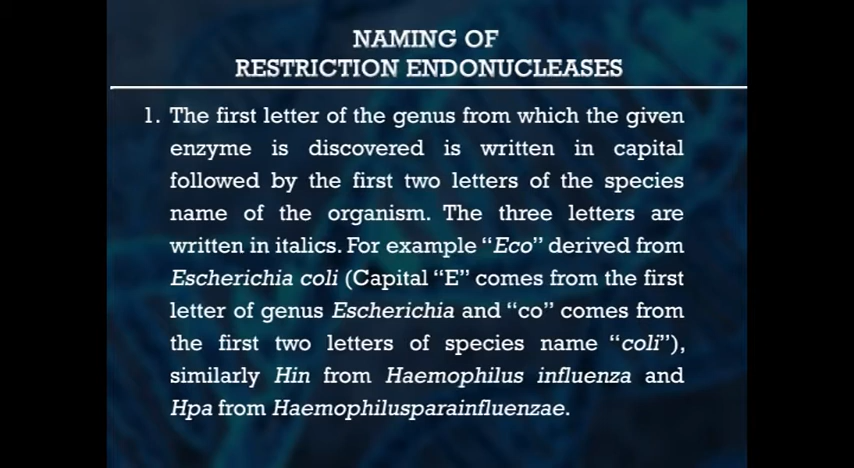 NAMING OF
RESTRICTION ENDONUCLEASES
1. The first letter of the genus from which the given
enzyme is discovered is written in capital
followed by the first two letters of the species
name of the organism. The three letters are
written in italics. For example “Eco” derived from
Escherichia coli (Capital “E” comes from the first
letter of genus Escherichia and “co” comes from
the first two letters of species name “coli”),
similarly Hin from Haemophilus influenza and
Hpa from Haemophilusparainfluenzae.